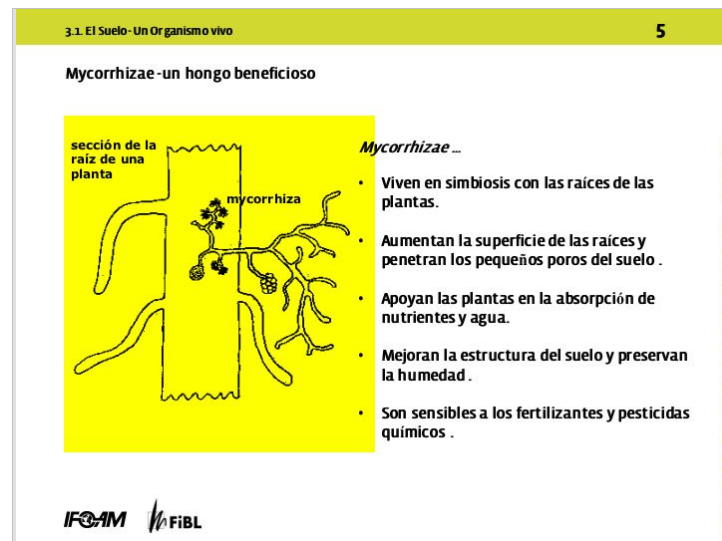 3.1. El Suelo- Un Organismo vivo
5
Mycorrhizae -un hongo beneficioso
sección de la
raíz de una
planta
mycorrhiza
Mycorrhizae ...
• Viven en simbiosis con las raíces de las
plantas.
• Aumentan la superficie de las raíces y
penetran los pequeños poros del suelo .
• Apoyan las plantas en la absorpción de
nutrientes y agua.
• Mejoran la estructura del suelo y preservan
la humedad .
• Son sensibles a los fertilizantes y pesticidas
químicos .
IFOAM
FiBL